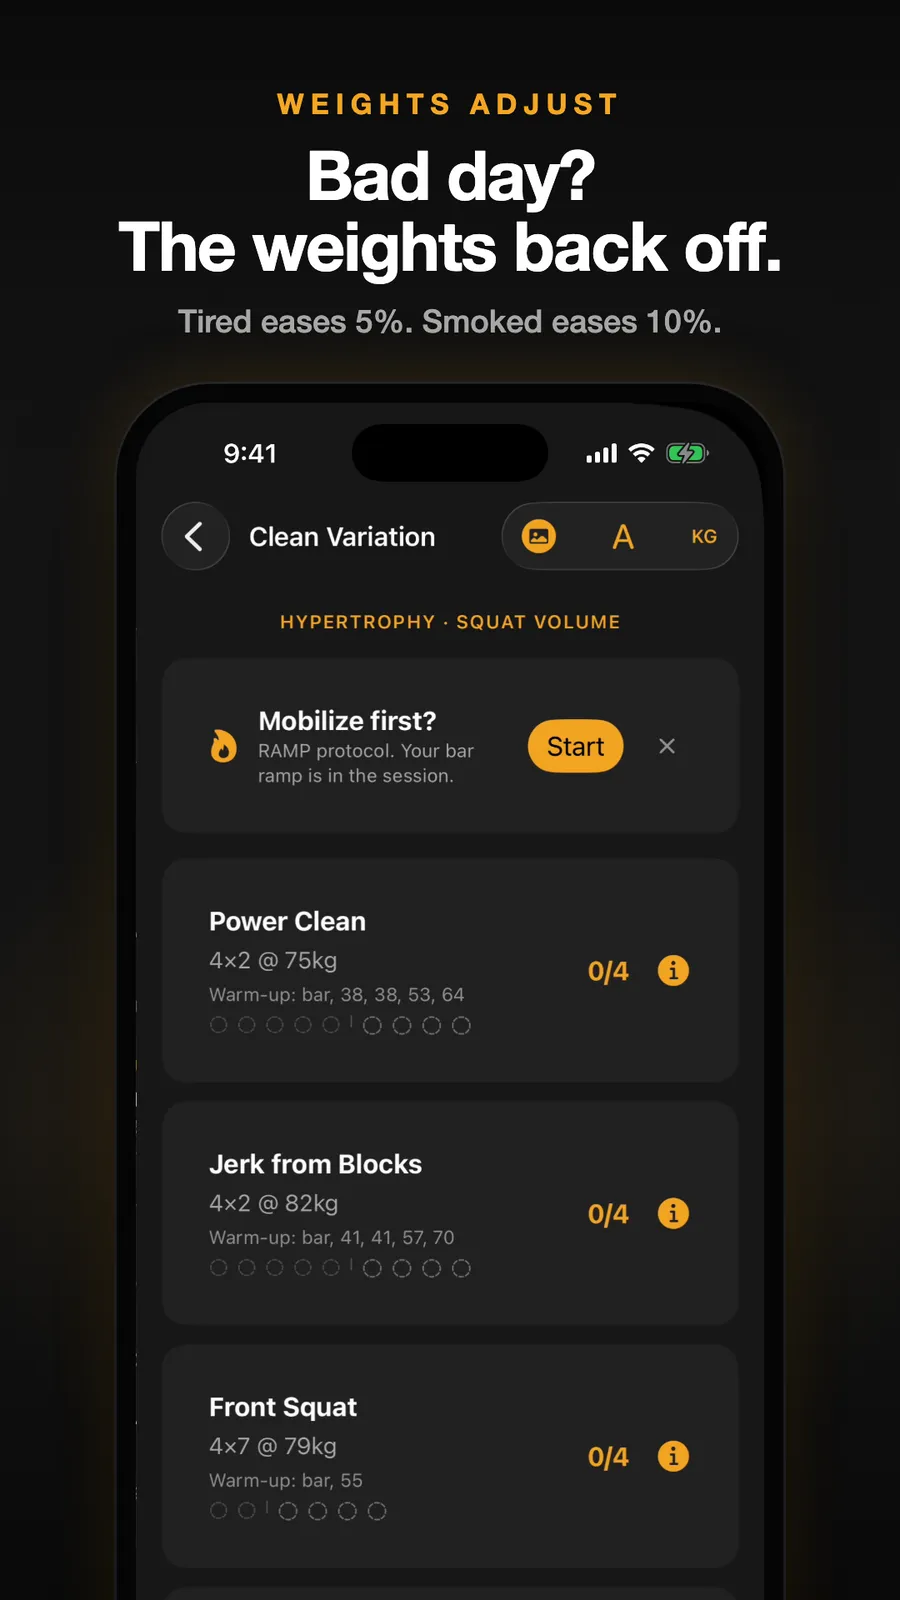 WEIGHTS ADJUST
Bad day?
The weights back off.
Tired eases 5%. Smoked eases 10%.
9:41
Clean Variation
A
KG
HYPERTROPHY · SQUAT VOLUME
Mobilize first?
RAMP protocol. Your bar
ramp is in the session.
Start
Power Clean
4×2 @ 75kg
Warm-up: bar, 38, 38, 53, 64
0/4
Jerk from Blocks
4×2 @ 82kg
Warm-up: bar, 41, 41, 57, 70
0/4
Front Squat
4×7 @ 79kg
Warm-up: bar, 55
0/4